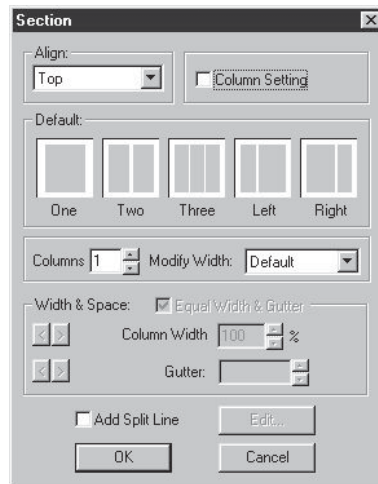 Section
Align:
Top
Column Setting
Default:
One Two Three Left Right
Columns 1 Modify Width: Default
Width & Space: Equal Width & Gutter
Column Width 100 %
Gutter:
Add Split Line Edit...
OK Cancel